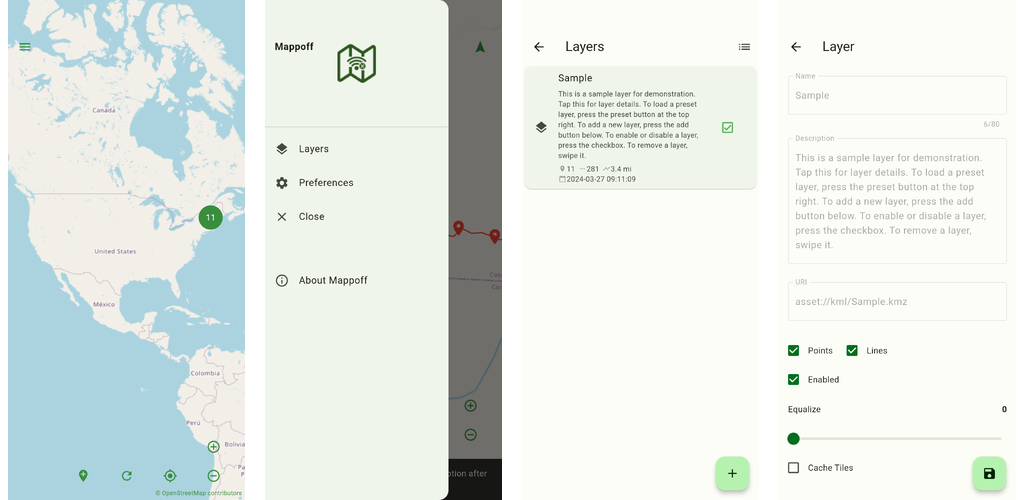 Canada
United States
México
Colombia
Perú
Bolivia
11
© OpenStreetMap contributors
Mappoff
Layers
Preferences
Close
About Mappoff
ption after
Layers
Sample
This is a sample layer for demonstration.
Tap this for layer details. To load a preset
layer, press the preset button at the top
right. To add a new layer, press the add
button below. To enable or disable a layer,
press the checkbox. To remove a layer,
swipe it.
11 281 3.4 mi
2024-03-27 09:11:09
Layer
Name
Sample
6/80
Description
This is a sample layer for demonstration.
Tap this for layer details. To load a preset
layer, press the preset button at the top
right. To add a new layer, press the add
button below. To enable or disable a layer,
press the checkbox. To remove a layer,
swipe it.
URI
asset://kml/Sample.kmz
Points Lines
Enabled
Equalize 0
Cache Tiles